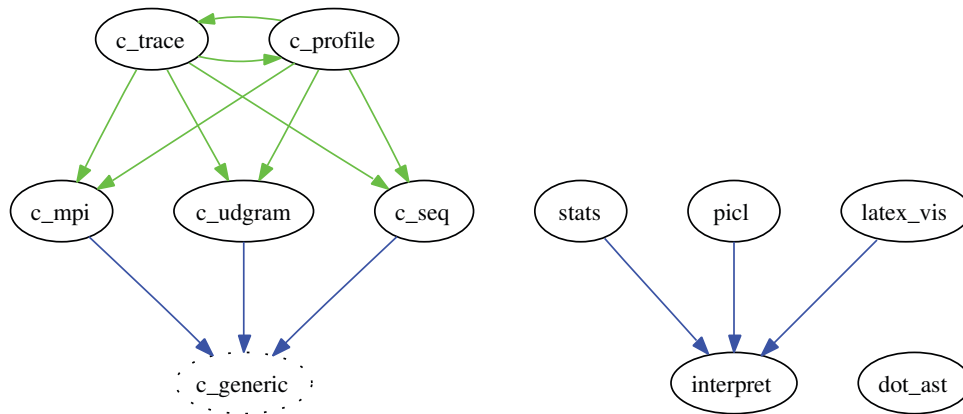 c_trace
c_profile
c_mpi
c_udgram
c_seq
stats
picl
latex_vis
c_generic
interpret
dot_ast